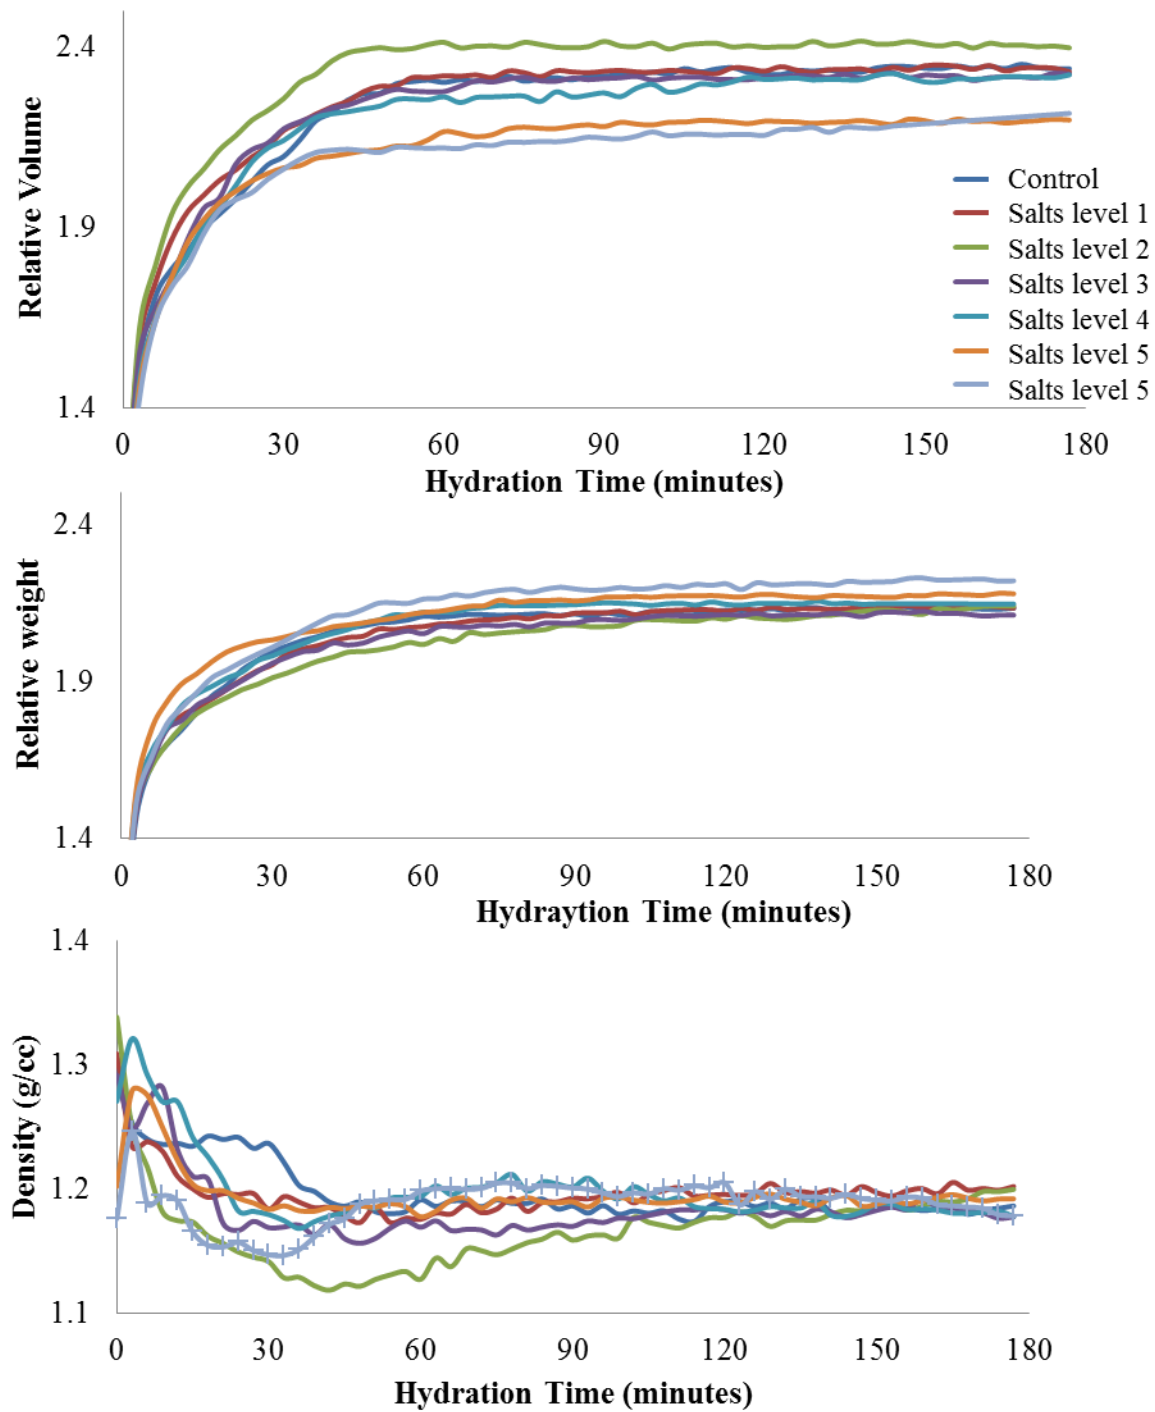 Relative Volume
2.4
1.9
1.4
0 30 60 90 120 150 180
Hydration Time (minutes)
Control
Salts level 1
Salts level 2
Salts level 3
Salts level 4
Salts level 5
Salts level 5
Relative weight
2.4
1.9
1.4
0 30 60 90 120 150 180
Hydraytion Time (minutes)
Density (g/cc)
1.4
1.3
1.2
1.1
0 30 60 90 120 150 180
Hydration Time (minutes)